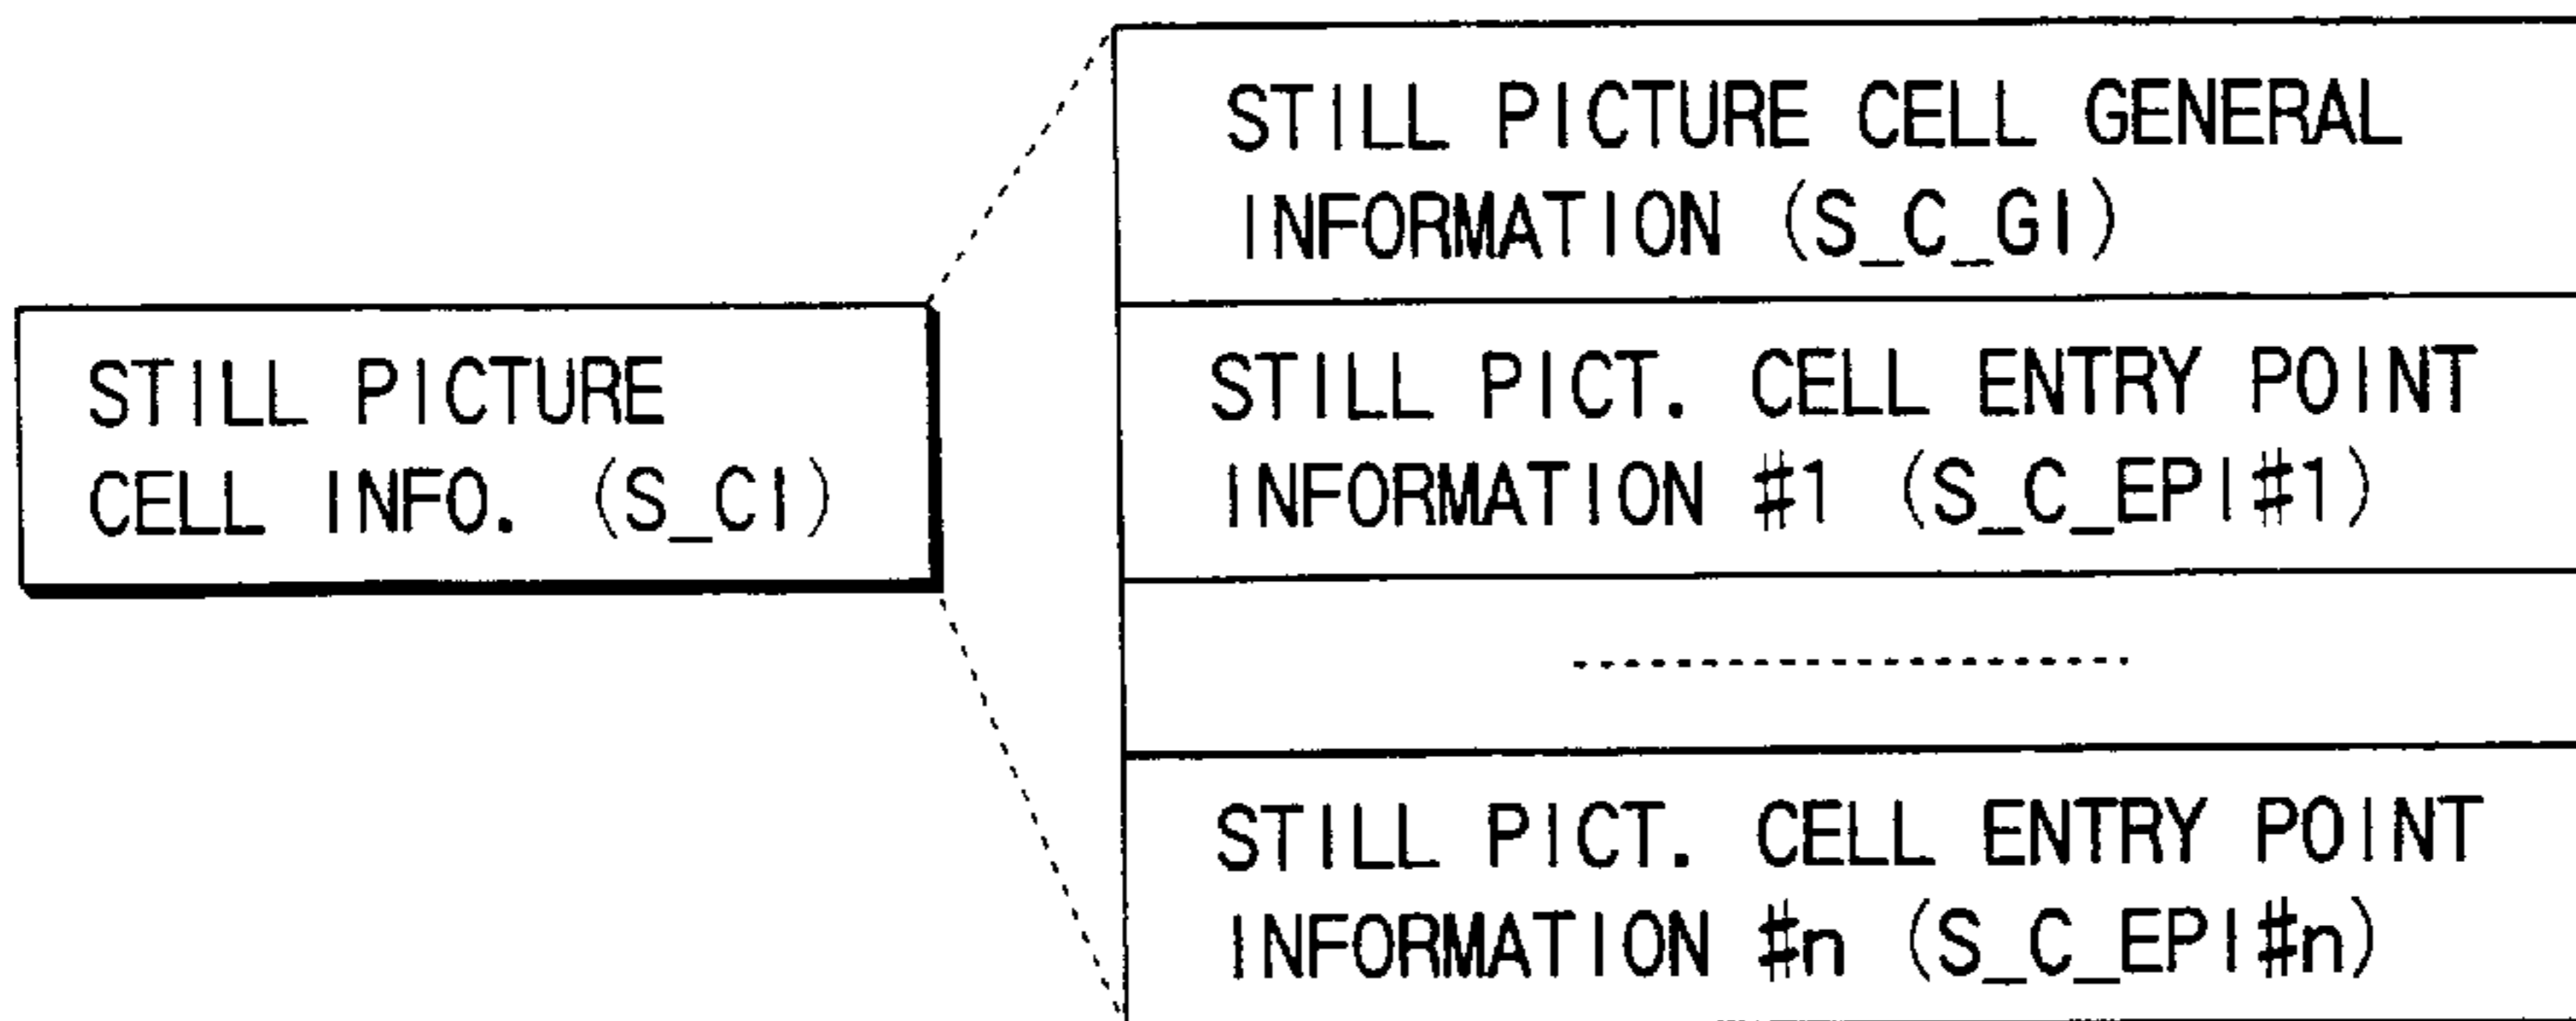 STILL PICTURE
CELL INFO. (S_CI)
STILL PICTURE CELL GENERAL
INFORMATION (S_C_GI)
STILL PICT. CELL ENTRY POINT
INFORMATION #1 (S_C_EPI#1)
STILL PICT. CELL ENTRY POINT
INFORMATION #n (S_C_EPI#n)